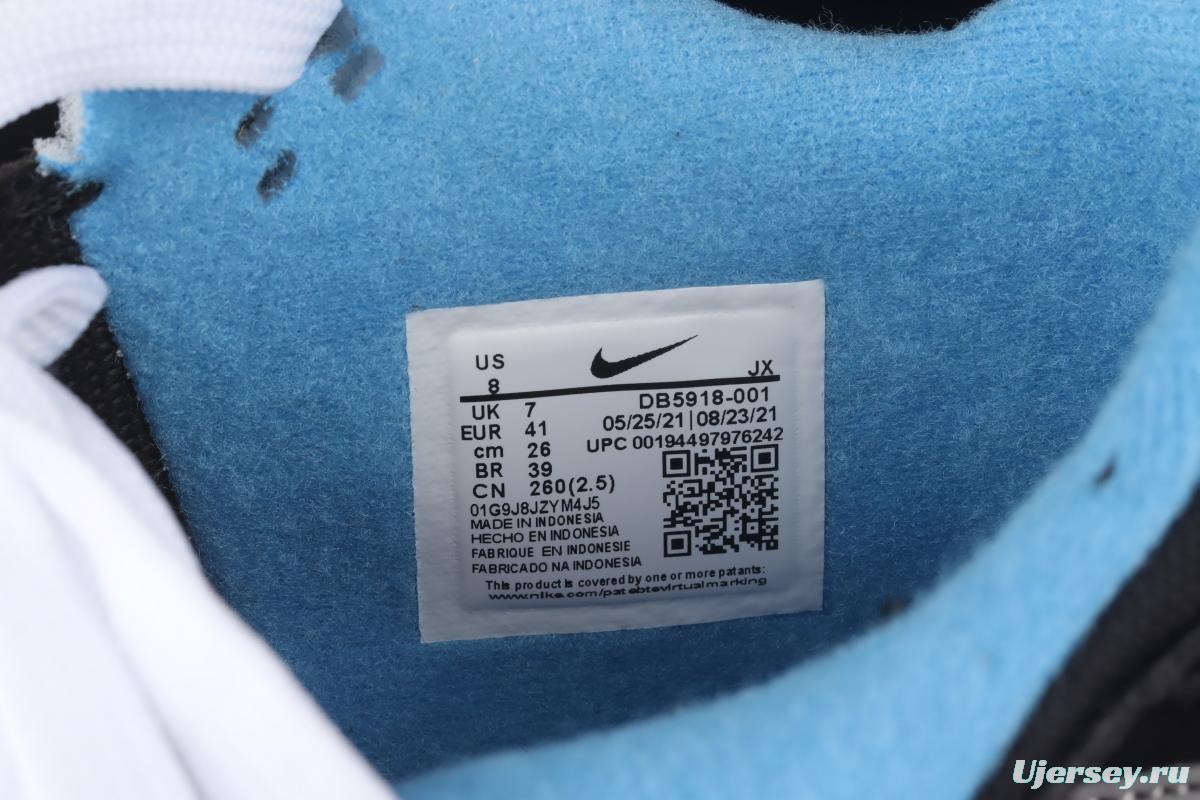 US
8
JX
UK 7
DB5918-001
EUR 41
05/25/21|08/23/21
cm 26
UPC 00194497976242
BR 39
CN 260(2.5)
01G9J8JZYM4J5
MADE IN INDONESIA
HECHO EN INDONESIA
FABRIQUE EN INDONESIE
FABRICADO NA INDONESIA
This product is covered by one or more patants:
www.nike.com/patebtevirtualmarking
Ujersey.ru